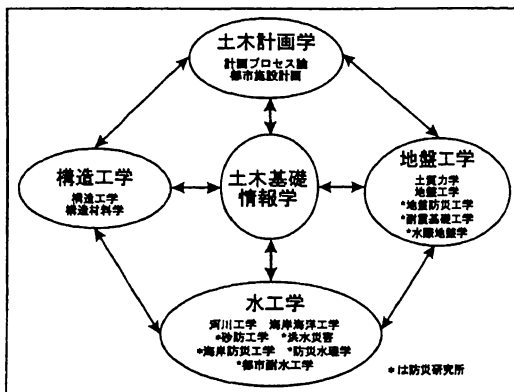 土木計画学
計画プロセス論
都市施設計画
構造工学
構造工学
構造材料学
土木基礎
情報学
地盤工学
土質力学
地盤工学
*地盤防災工学
*耐震基礎工学
*水際地盤学
水工学
河川工学 海岸海洋工学
*砂防工学 *洪水災害
*海岸防災工学 *防災水理学
*都市耐水工学
*は防災研究所